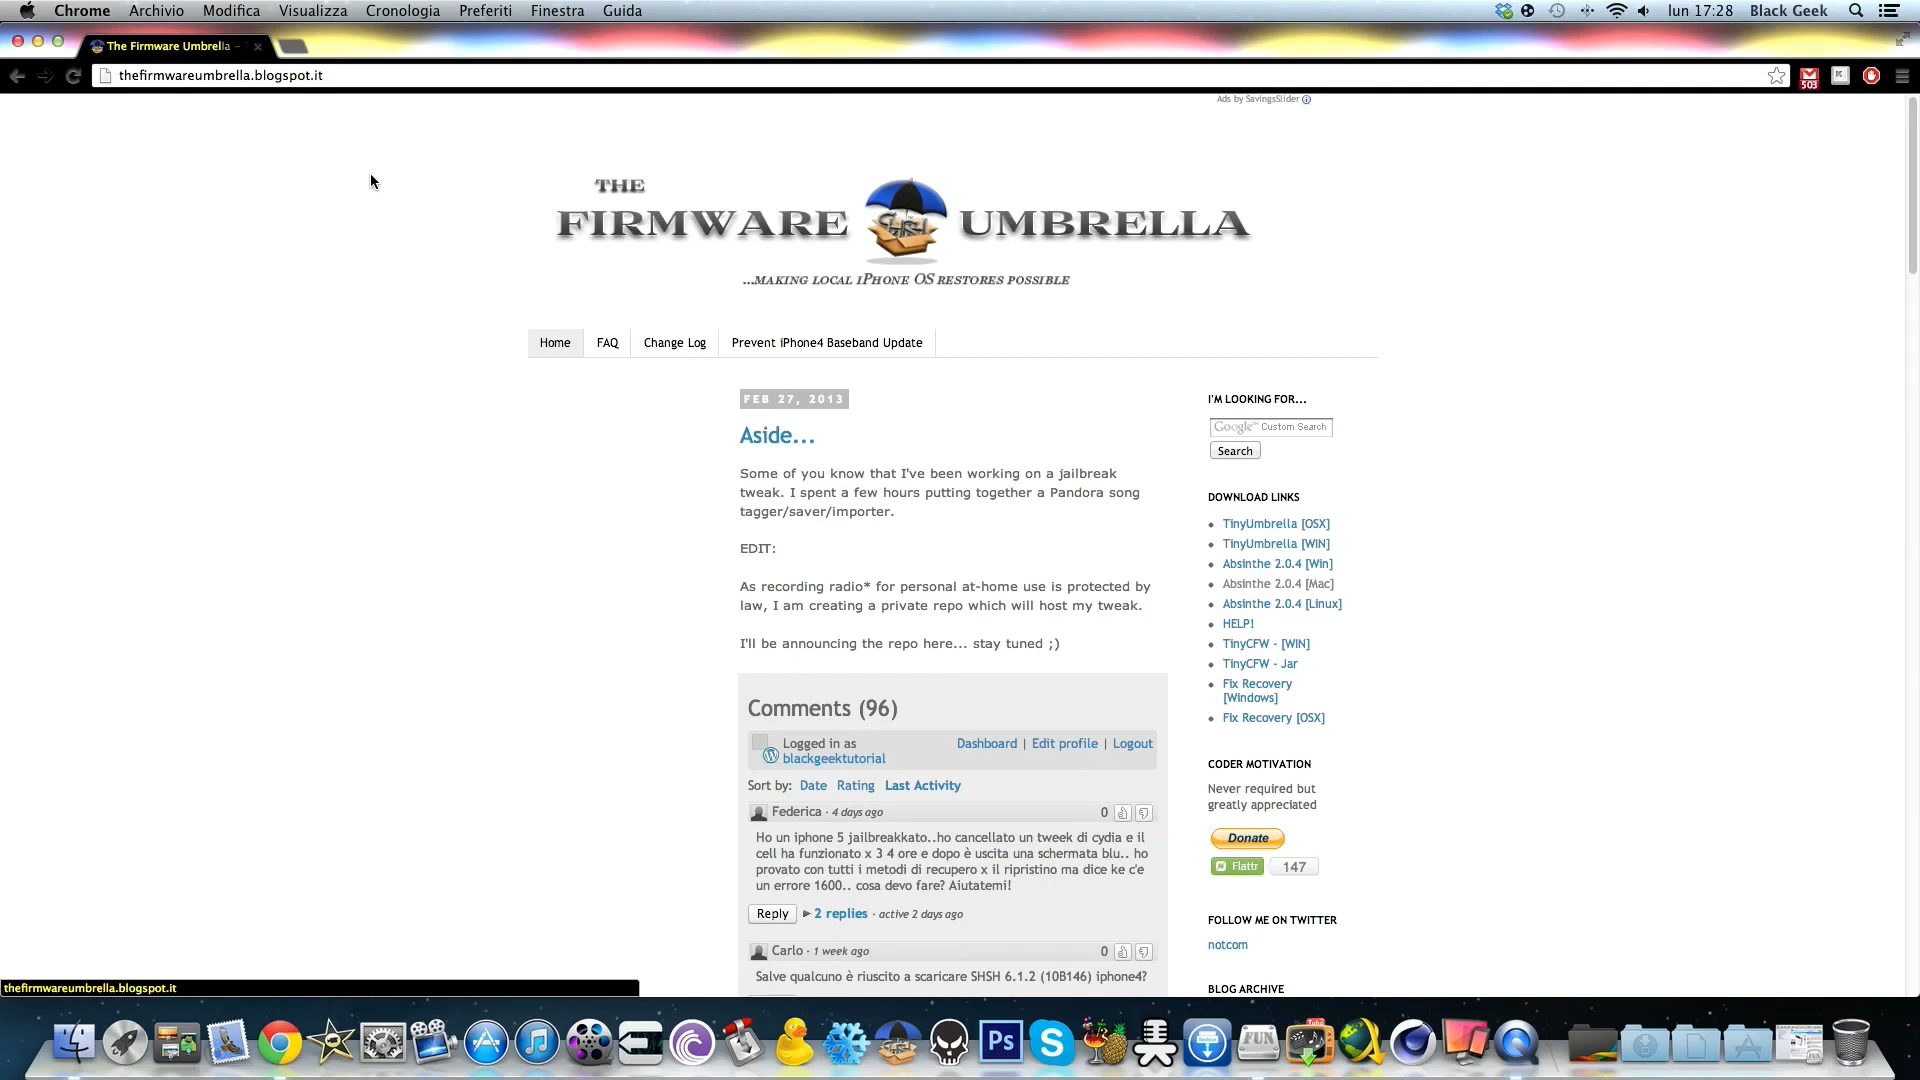 Chrome Archivio Modifica Visualizza Cronologia Preferiti Finestra Guida lun 17:28 Black Geek
The Firmware Umbrella -
thefirmwareumbrella.blogspot.it
503
Ads by SavingsSlider
THE
FIRMWARE UMBRELLA
...MAKING LOCAL IPHONE OS RESTORES POSSIBLE
Home FAQ Change Log Prevent iPhone4 Baseband Update
FEB 27, 2013
Aside...
Some of you know that I've been working on a jailbreak
tweak. I spent a few hours putting together a Pandora song
tagger/saver/importer.
EDIT:
As recording radio* for personal at-home use is protected by
law, I am creating a private repo which will host my tweak.
I'll be announcing the repo here... stay tuned ;)
Comments (96)
Logged in as
blackgeektutorial
Dashboard | Edit profile | Logout
Sort by: Date Rating Last Activity
Federica · 4 days ago 0
Ho un iphone 5 jailbreakkato..ho cancellato un tweek di cydia e il
cell ha funzionato x 3 4 ore e dopo è uscita una schermata blu.. ho
provato con tutti i metodi di recupero x il ripristino ma dice ke c'e
un errore 1600.. cosa devo fare? Aiutatemi!
Reply 2 replies · active 2 days ago
Carlo · 1 week ago 0
Salve qualcuno è riuscito a scaricare SHSH 6.1.2 (10B146) iphone4?
I'M LOOKING FOR...
Google™ Custom Search
Search
DOWNLOAD LINKS
TinyUmbrella [OSX]
TinyUmbrella [WIN]
Absinthe 2.0.4 [Win]
Absinthe 2.0.4 [Mac]
Absinthe 2.0.4 [Linux]
HELP!
TinyCFW - [WIN]
TinyCFW - Jar
Fix Recovery
[Windows]
Fix Recovery [OSX]
CODER MOTIVATION
Never required but
greatly appreciated
Donate
Flattr 147
FOLLOW ME ON TWITTER
notcom
BLOG ARCHIVE
thefirmwareumbrella.blogspot.it
Ps
FUN